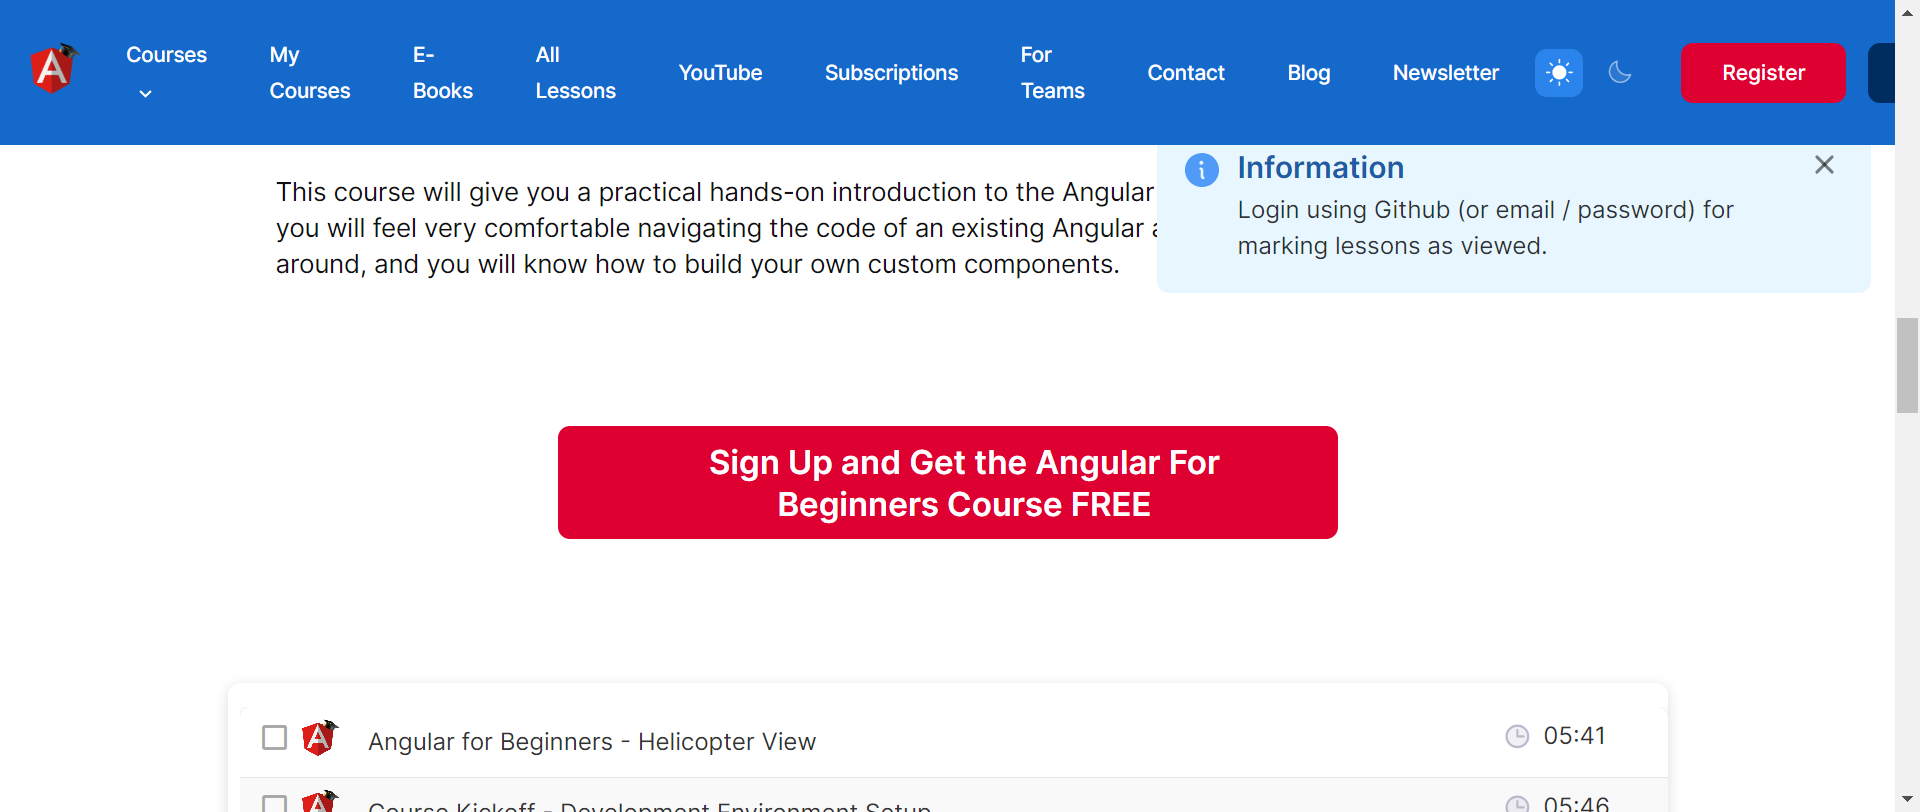 Courses
My
Courses
E-
Books
All
Lessons
YouTube
Subscriptions
For
Teams
Contact
Blog
Newsletter
Register
Information
Login using Github (or email / password) for
marking lessons as viewed.
This course will give you a practical hands-on introduction to the Angular
you will feel very comfortable navigating the code of an existing Angular
around, and you will know how to build your own custom components.
Sign Up and Get the Angular For
Beginners Course FREE
Angular for Beginners - Helicopter View
05:41
Course Kickoff - Development Environment Setup
05:46